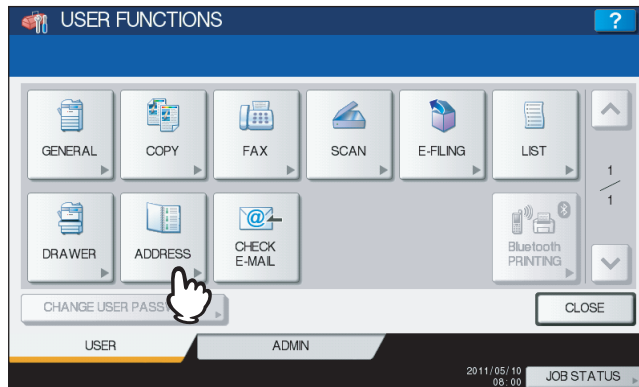 USER FUNCTIONS
?
GENERAL
COPY
FAX
SCAN
E-FILING
LIST
1
1
DRAWER
ADDRESS
CHECK
E-MAIL
Bluetooth
PRINTING
CHANGE USER
CLOSE
USER
ADMIN
2011/05/10
08:00
JOB STATUS